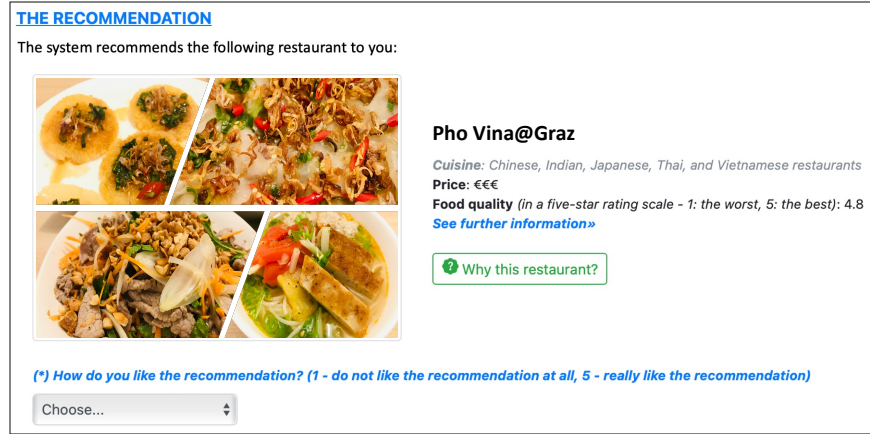 THE RECOMMENDATION
The system recommends the following restaurant to you:
Pho Vina@Graz
Cuisine: Chinese, Indian, Japanese, Thai, and Vietnamese restaurants
Price: €€€
Food quality (in a five-star rating scale - 1: the worst, 5: the best): 4.8
See further information»
Why this restaurant?
(*) How do you like the recommendation? (1 - do not like the recommendation at all, 5 - really like the recommendation)
Choose...